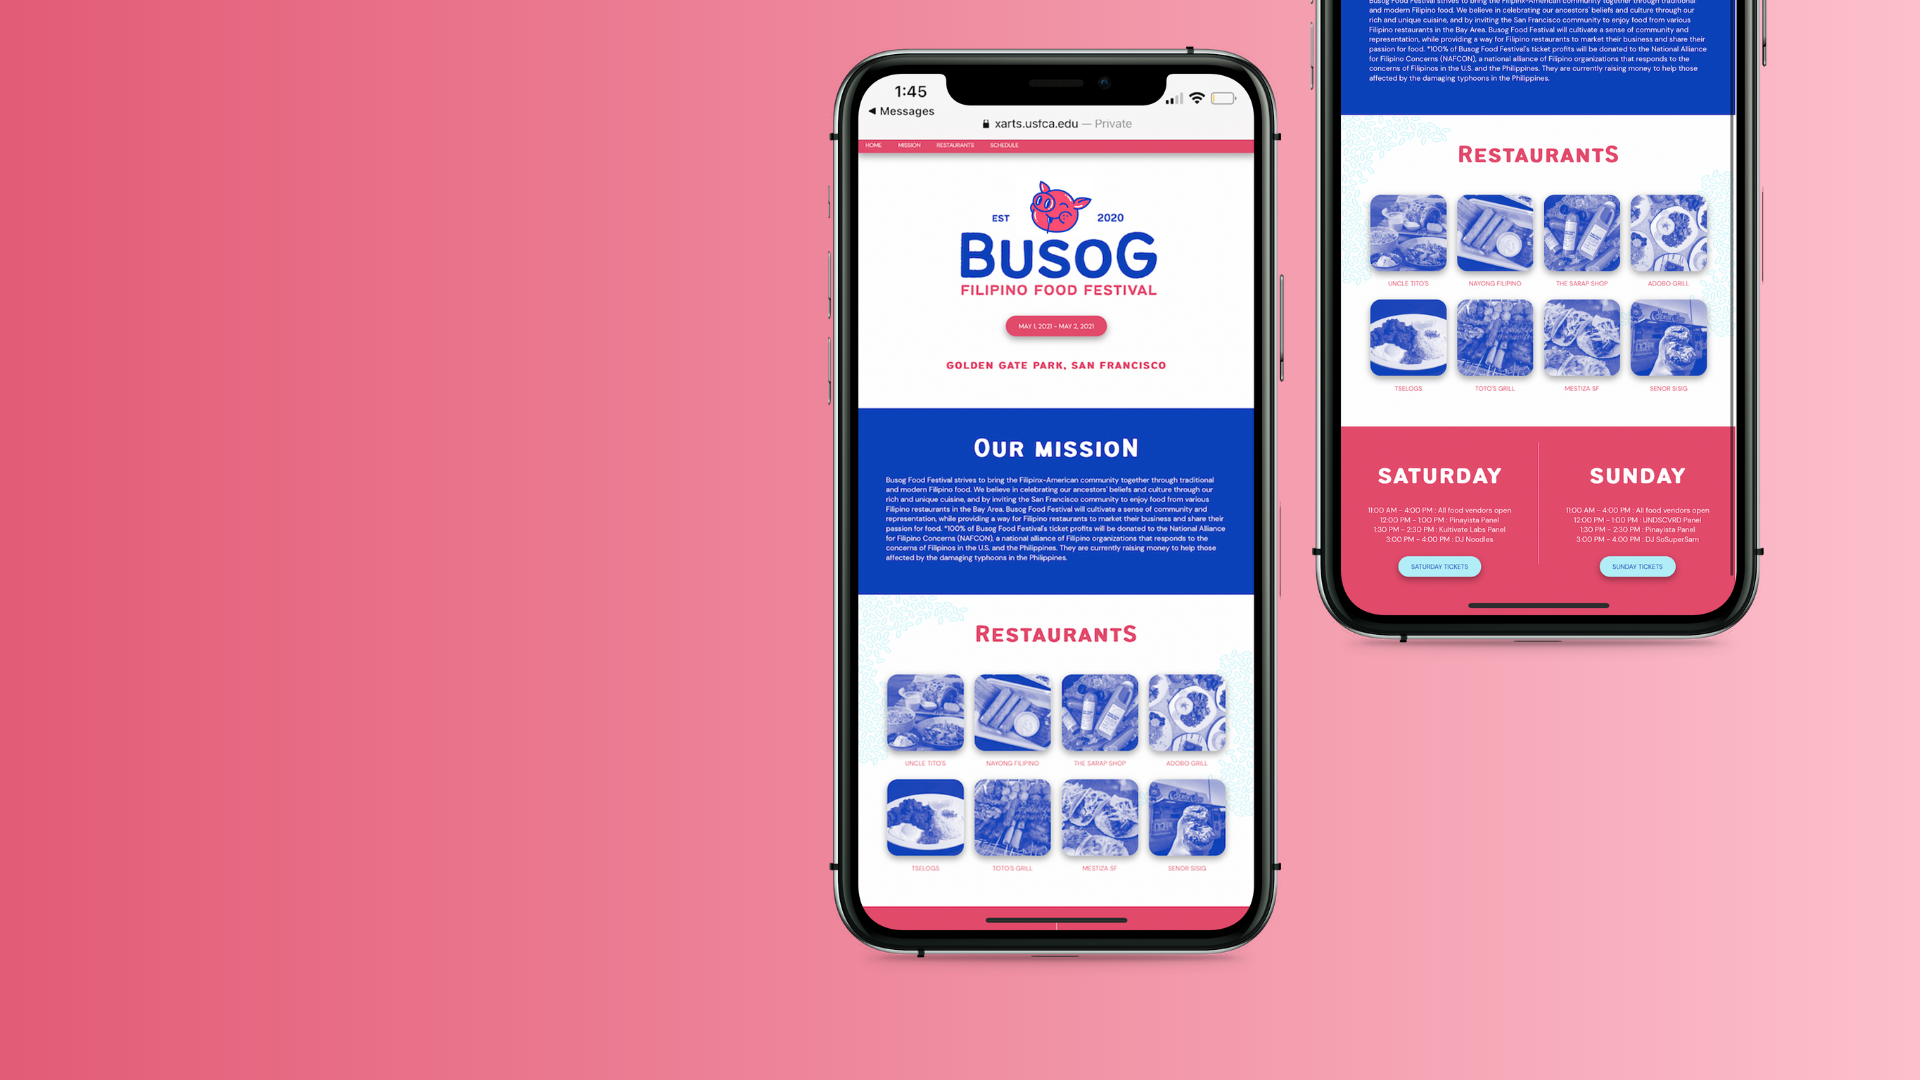 1:45
◀ Messages
xarts.usfca.edu — Private
HOME MISSION RESTAURANTS SCHEDULE
EST 2020
BUSOG
FILIPINO FOOD FESTIVAL
MAY 1, 2021 - MAY 2, 2021
GOLDEN GATE PARK, SAN FRANCISCO
OUR MISSION
Busog Food Festival strives to bring the Filipinx-American community together through traditional
and modern Filipino food. We believe in celebrating our ancestors' beliefs and culture through our
rich and unique cuisine, and by inviting the San Francisco community to enjoy food from various
Filipino restaurants in the Bay Area. Busog Food Festival will cultivate a sense of community and
representation, while providing a way for Filipino restaurants to market their business and share their
passion for food. *100% of Busog Food Festival's ticket profits will be donated to the National Alliance
for Filipino Concerns (NAFCON), a national alliance of Filipino organizations that responds to the
concerns of Filipinos in the U.S. and the Philippines. They are currently raising money to help those
affected by the damaging typhoons in the Philippines.
RESTAURANTS
UNCLE TITO'S NAYONG FILIPINO THE SARAP SHOP ADOBO GRILL
TSELOGS TOTO'S GRILL MESTIZA SF SENOR SISIG
Busog Food Festival strives to bring the Filipinx-American community together through traditional
and modern Filipino food. We believe in celebrating our ancestors' beliefs and culture through our
rich and unique cuisine, and by inviting the San Francisco community to enjoy food from various
Filipino restaurants in the Bay Area. Busog Food Festival will cultivate a sense of community and
representation, while providing a way for Filipino restaurants to market their business and share their
passion for food. *100% of Busog Food Festival's ticket profits will be donated to the National Alliance
for Filipino Concerns (NAFCON), a national alliance of Filipino organizations that responds to the
concerns of Filipinos in the U.S. and the Philippines. They are currently raising money to help those
affected by the damaging typhoons in the Philippines.
RESTAURANTS
UNCLE TITO'S NAYONG FILIPINO THE SARAP SHOP ADOBO GRILL
TSELOGS TOTO'S GRILL MESTIZA SF SENOR SISIG
SATURDAY
11:00 AM - 4:00 PM : All food vendors open
12:00 PM - 1:00 PM : Pinayista Panel
1:30 PM - 2:30 PM : Kultivate Labs Panel
3:00 PM - 4:00 PM : DJ Noodles
SATURDAY TICKETS
SUNDAY
11:00 AM - 4:00 PM : All food vendors open
12:00 PM - 1:00 PM : UNDSCVRD Panel
1:30 PM - 2:30 PM : Pinayista Panel
3:00 PM - 4:00 PM : DJ SoSuperSam
SUNDAY TICKETS